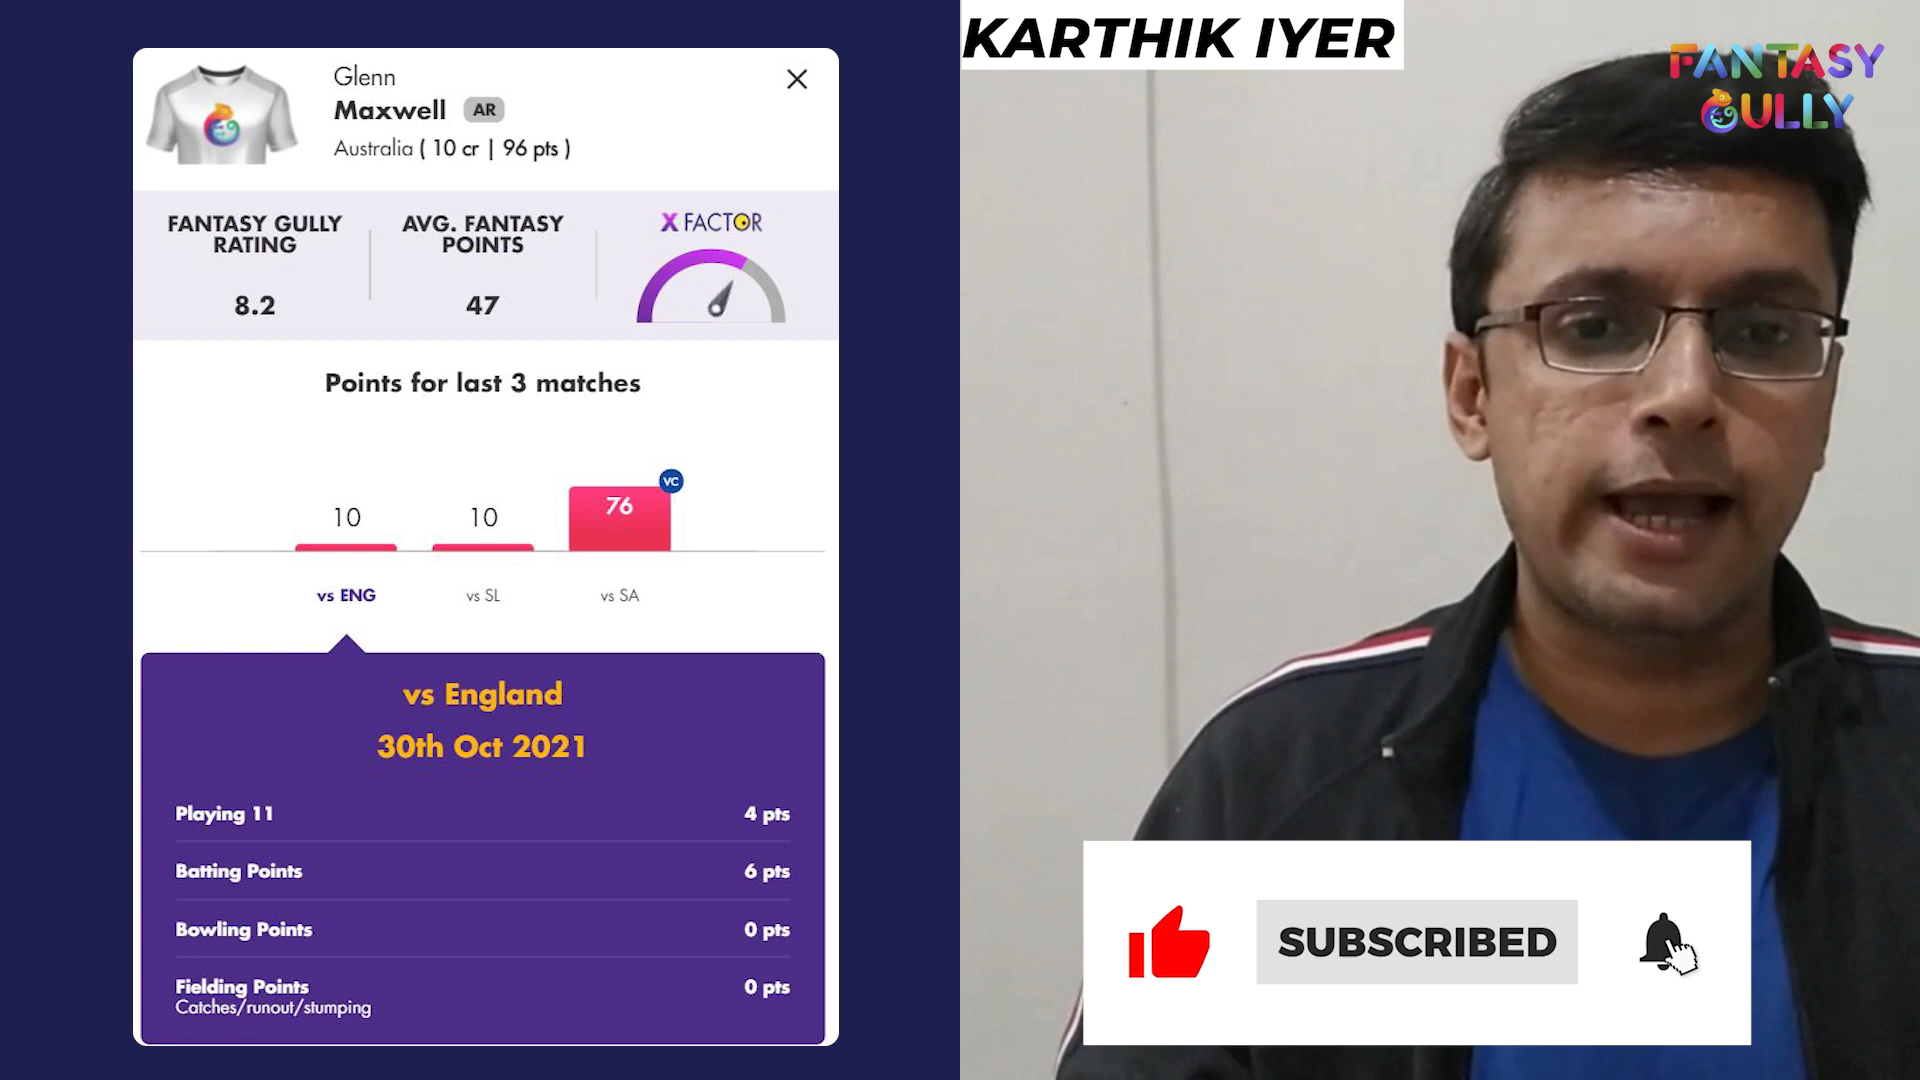 Glenn
Maxwell AR
Australia ( 10 cr | 96 pts )
FANTASY GULLY
RATING
8.2
AVG. FANTASY
POINTS
47
X FACTOR
Points for last 3 matches
10
10
76
VC
vs ENG
vs SL
vs SA
vs England
30th Oct 2021
Playing 11 4 pts
Batting Points 6 pts
Bowling Points 0 pts
Fielding Points 0 pts
Catches/runout/stumping
KARTHIK IYER
FANTASY
GULLY
SUBSCRIBED